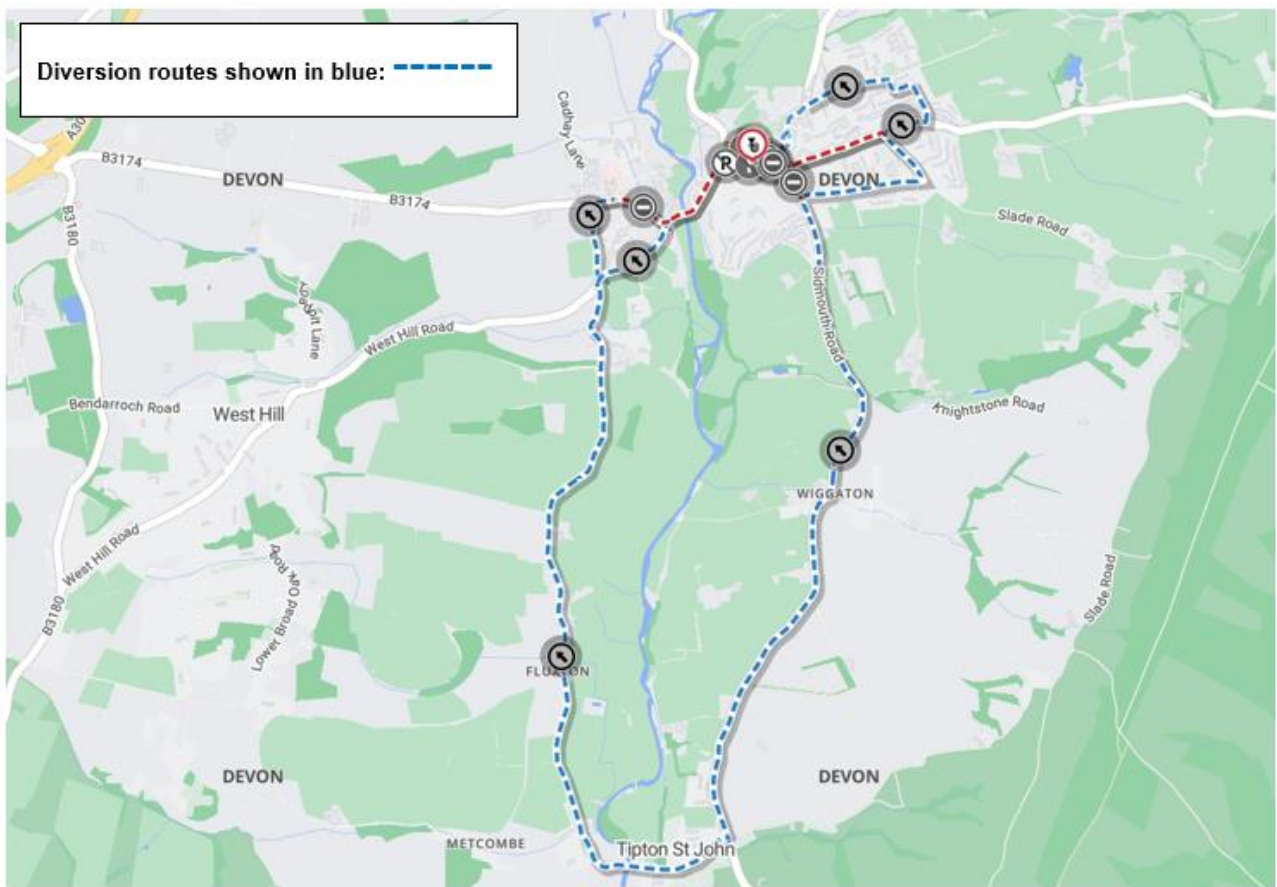 Diversion routes shown in blue:
A30
Cadhay Lane
B3174
DEVON
B3174
DEVON
B3180
Slade Road
Sidmouth Road
West Hill Road
Bendarroch Road
West Hill
Knightstone Road
WIGGATON
West Hill Road
Lower Broad Oak Road
Slade Road
B3180
FLUXTON
DEVON
DEVON
METCOMBE
Tipton St John